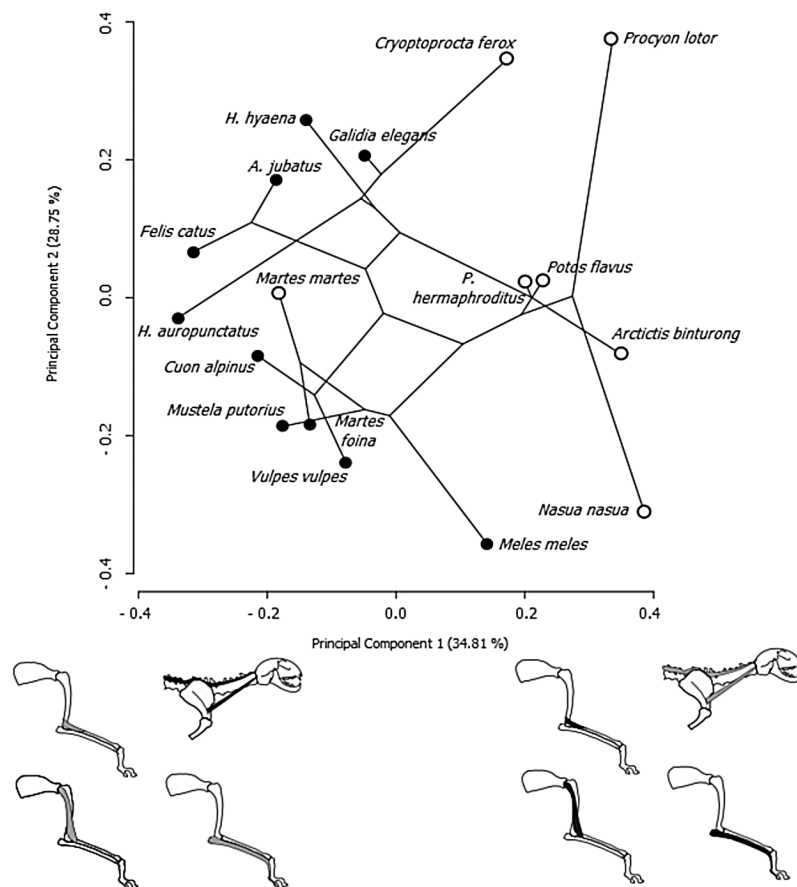 0.4
Cryoptoprocta ferox
Procyon lotor
H. hyaena
Galidia elegans
0.2
A. jubatus
Felis catus
Principal Component 2 (28.75 %)
0.0
Martes martes
P.
hermaphroditus
Potos flavus
H. auropunctatus
Arctictis binturong
Cuon alpinus
- 0.2
Mustela putorius
Martes
foina
Vulpes vulpes
Nasua nasua
Meles meles
- 0.4
- 0.4
- 0.2
0.0
0.2
0.4
Principal Component 1 (34.81 %)